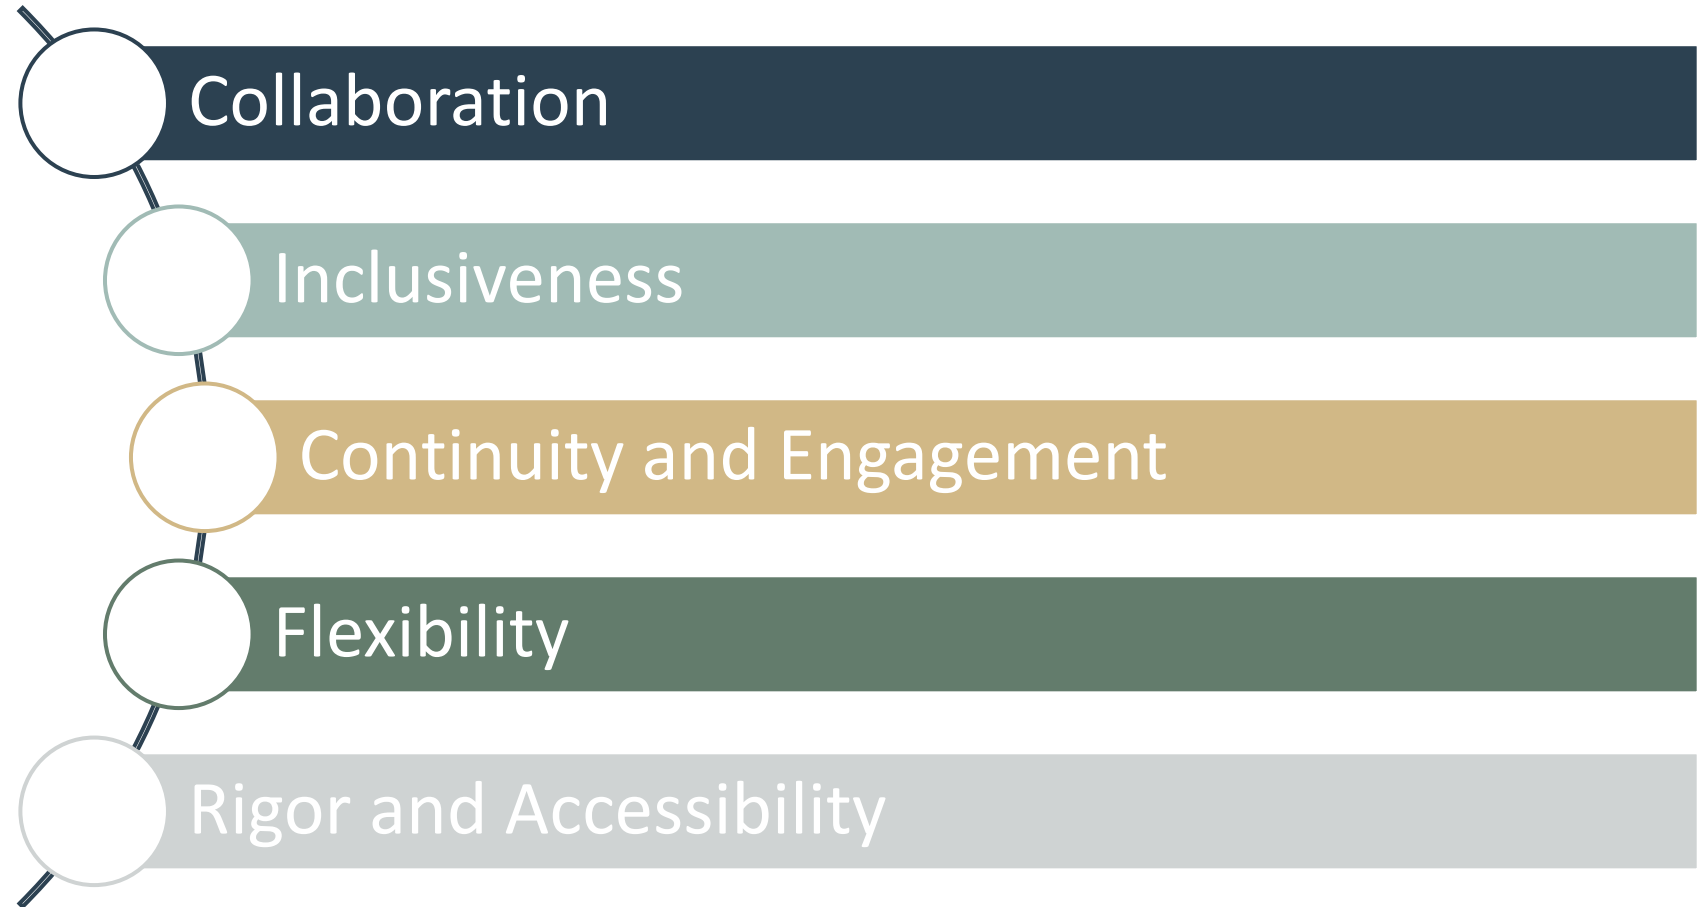 Collaboration
Inclusiveness
Continuity and Engagement
Flexibility
Rigor and Accessibility